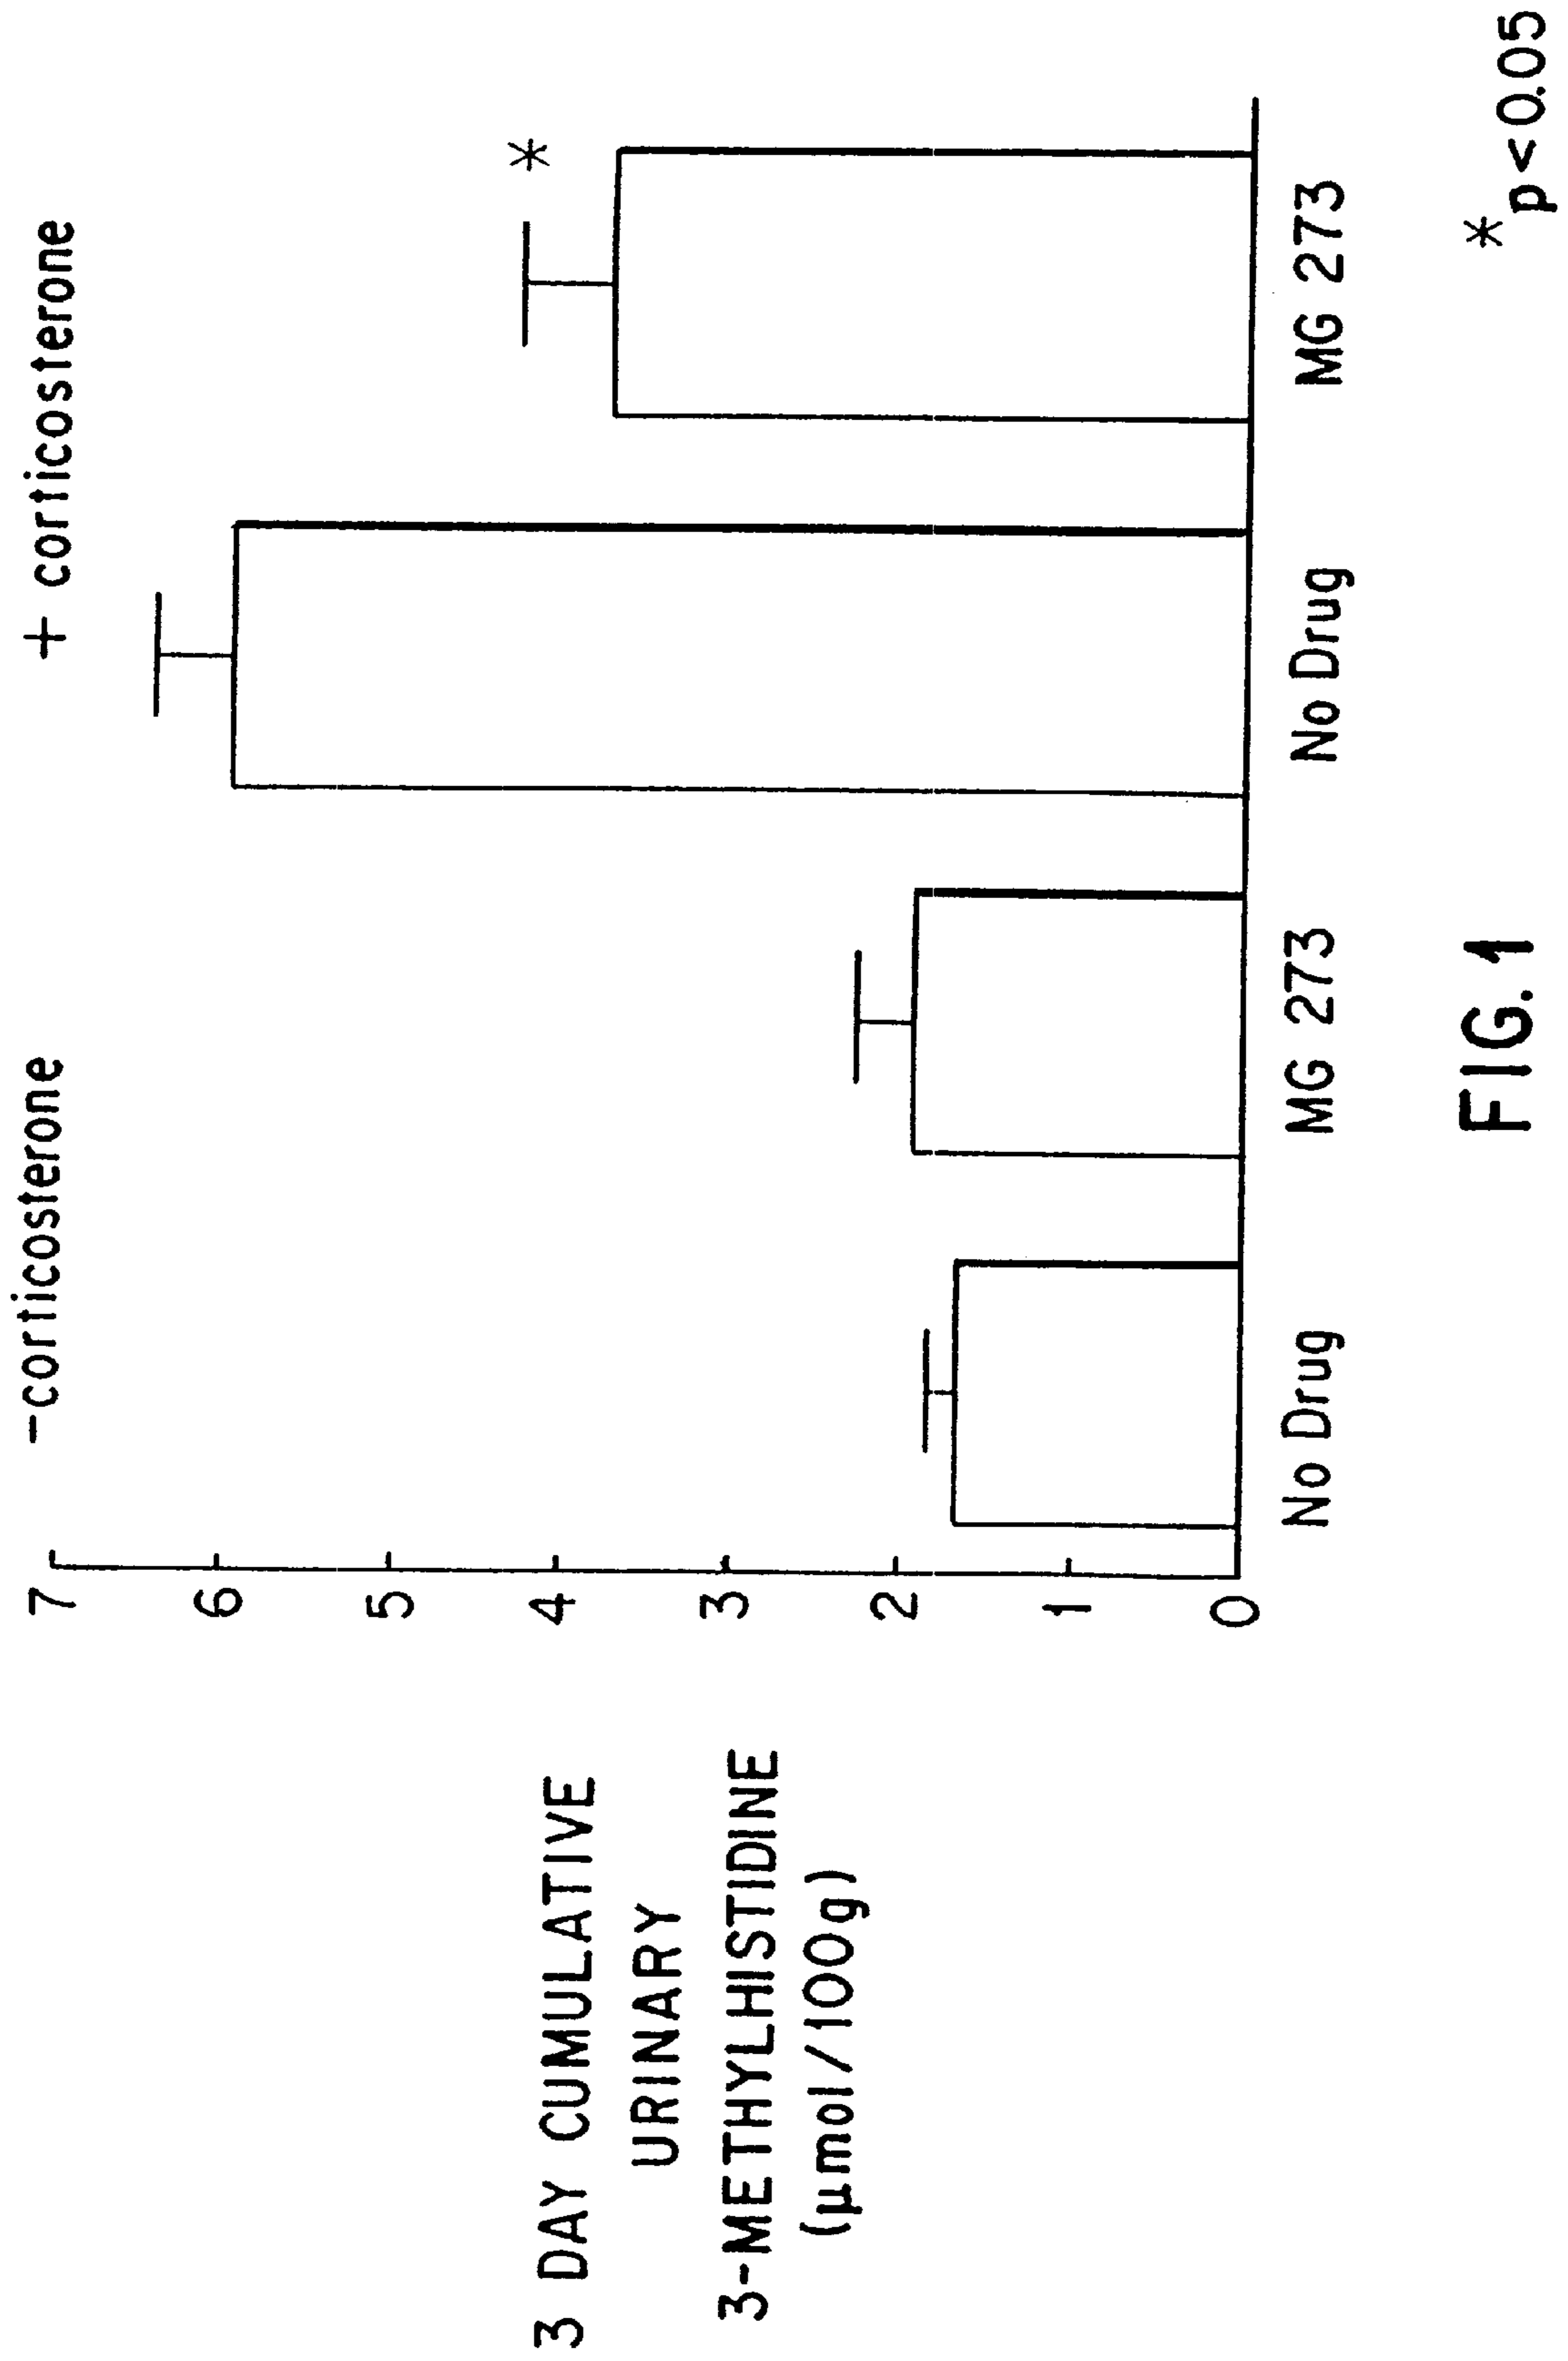 -corticosterone
+ corticosterone
7
6
5
4
3
2
1
0
3 DAY CUMULATIVE
URINARY
3-METHYLHISTIDINE
(µmol/100g)
*
No Drug
MG 273
No Drug
MG 273
*p<0.05
FIG. 1